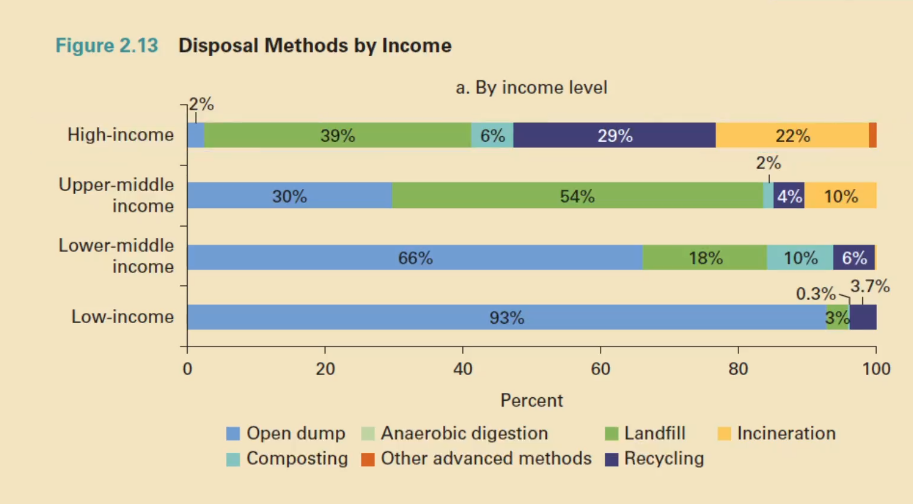 Figure 2.13 Disposal Methods by Income
a. By income level
2%
High-income 39% 6% 29% 22%
2%
Upper-middle
income
30% 54% 4% 10%
Lower-middle
income
66% 18% 10% 6%
0.3% 3.7%
Low-income 93% 3%
0 20 40 60 80 100
Percent
Open dump Anaerobic digestion Landfill Incineration
Composting Other advanced methods Recycling